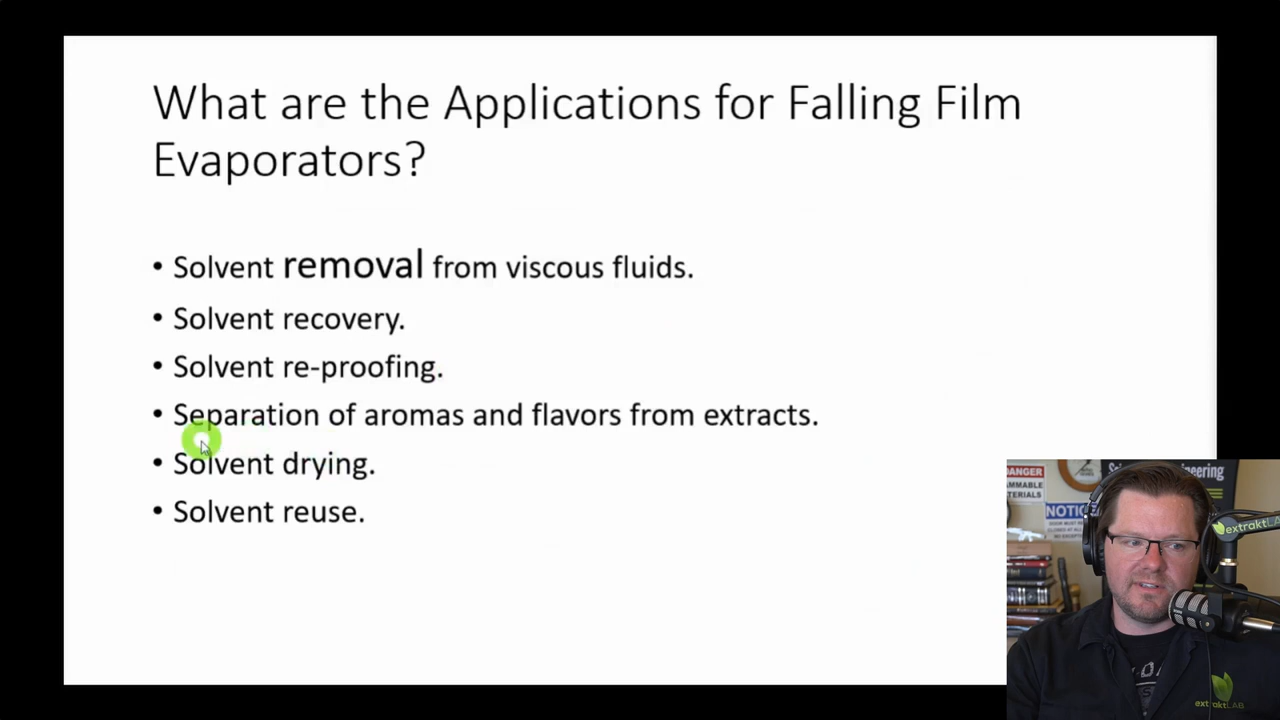 What are the Applications for Falling Film
Evaporators?
• Solvent removal from viscous fluids.
• Solvent recovery.
• Solvent re-proofing.
• Separation of aromas and flavors from extracts.
• Solvent drying.
• Solvent reuse.
DANGER
NOTIC
extraktLAB